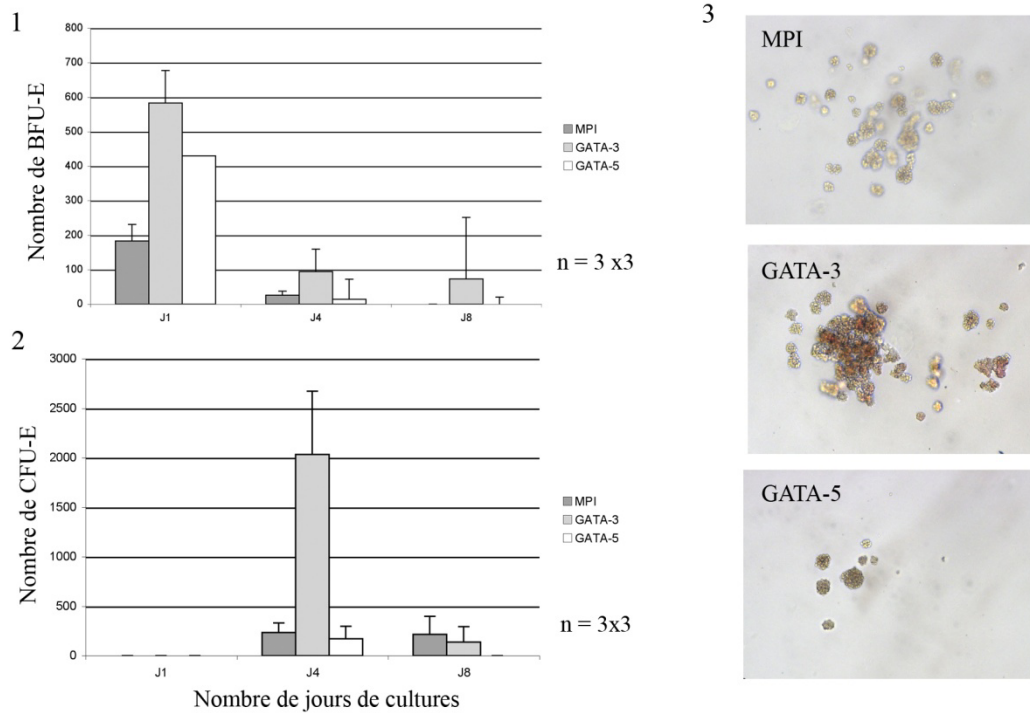 1
800
700
600
500
400
300
200
100
0
Nombre de BFU-E
J1 J4 J8
MPI
GATA-3
GATA-5
n = 3 x3
2
3000
2500
2000
1500
1000
500
0
Nombre de CFU-E
J1 J4 J8
MPI
GATA-3
GATA-5
n = 3x3
Nombre de jours de cultures
3
MPI
GATA-3
GATA-5